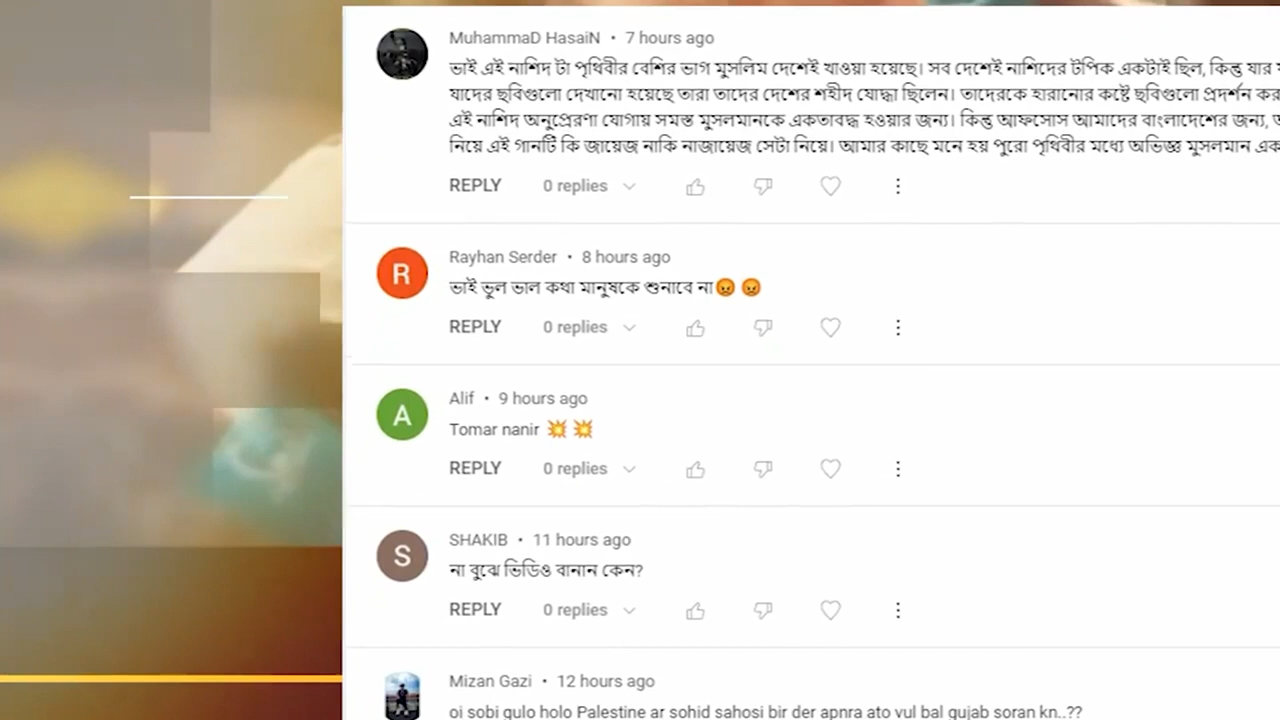 MuhammaD HasaiN • 7 hours ago
ভাই এই নাশিদ টা পৃথিবীর বেশির ভাগ মুসলিম দেশেই খাওয়া হয়েছে। সব দেশেই নাশিদের টপিক একটাই ছিল, কিন্তু যার
যাদের ছবিগুলো দেখানো হয়েছে তারা তাদের দেশের শহীদ যোদ্ধা ছিলেন। তাদেরকে হারানোর কষ্টে ছবিগুলো প্রদর্শন
এই নাশিদ অনুপ্রেরণা যোগায় সমস্ত মুসলমানকে একতাবদ্ধ হওয়ার জন্য। কিন্তু আফসোস আমাদের বাংলাদেশের জন্য,
নিয়ে এই গানটি কি জায়েজ নাকি নাজায়েজ সেটা নিয়ে। আমার কাছে মনে হয় পুরো পৃথিবীর মধ্যে অভিজ্ঞ মুসলমান
REPLY 0 replies
Rayhan Serder • 8 hours ago
ভাই ভুল ভাল কথা মানুষকে শুনাবে না😡 😡
REPLY 0 replies
Alif • 9 hours ago
Tomar nanir 💥 💥
REPLY 0 replies
SHAKIB • 11 hours ago
না বুঝে ভিডিও বানান কেন?
REPLY 0 replies
Mizan Gazi • 12 hours ago
oi sobi gulo holo Palestine ar sohid sahosi bir der apnra ato vul bal gujab soran kn..??
R
A
S